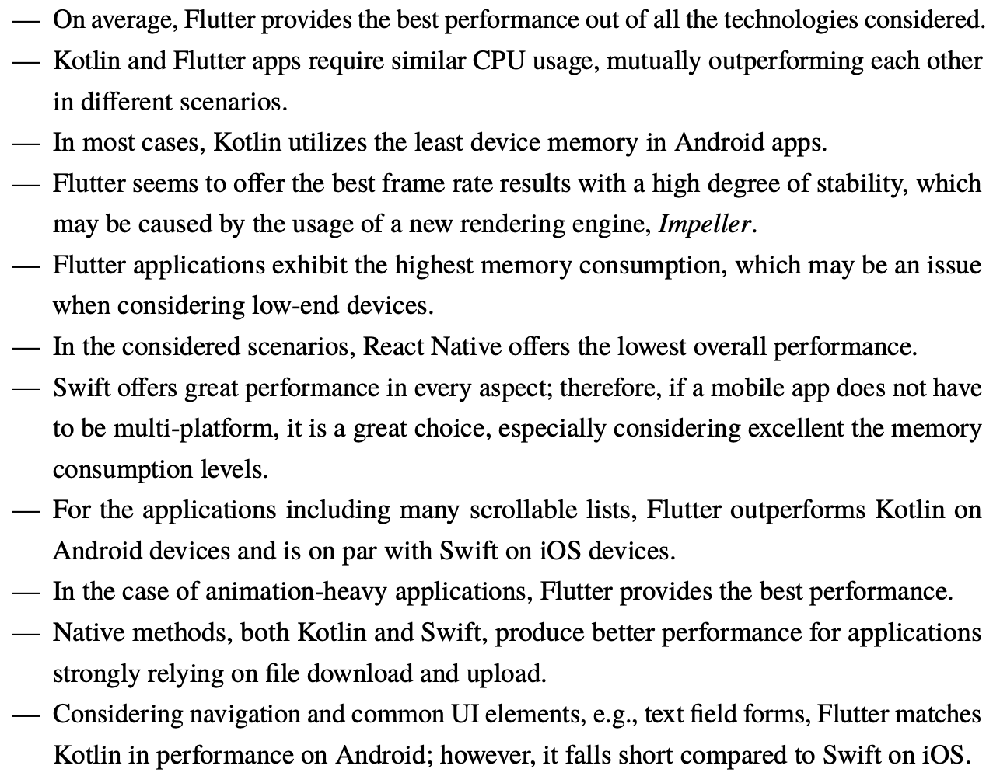 — On average, Flutter provides the best performance out of all the technologies considered.
— Kotlin and Flutter apps require similar CPU usage, mutually outperforming each other
in different scenarios.
— In most cases, Kotlin utilizes the least device memory in Android apps.
— Flutter seems to offer the best frame rate results with a high degree of stability, which
may be caused by the usage of a new rendering engine, Impeller.
— Flutter applications exhibit the highest memory consumption, which may be an issue
when considering low-end devices.
— In the considered scenarios, React Native offers the lowest overall performance.
— Swift offers great performance in every aspect; therefore, if a mobile app does not have
to be multi-platform, it is a great choice, especially considering excellent the memory
consumption levels.
— For the applications including many scrollable lists, Flutter outperforms Kotlin on
Android devices and is on par with Swift on iOS devices.
— In the case of animation-heavy applications, Flutter provides the best performance.
— Native methods, both Kotlin and Swift, produce better performance for applications
strongly relying on file download and upload.
— Considering navigation and common UI elements, e.g., text field forms, Flutter matches
Kotlin in performance on Android; however, it falls short compared to Swift on iOS.